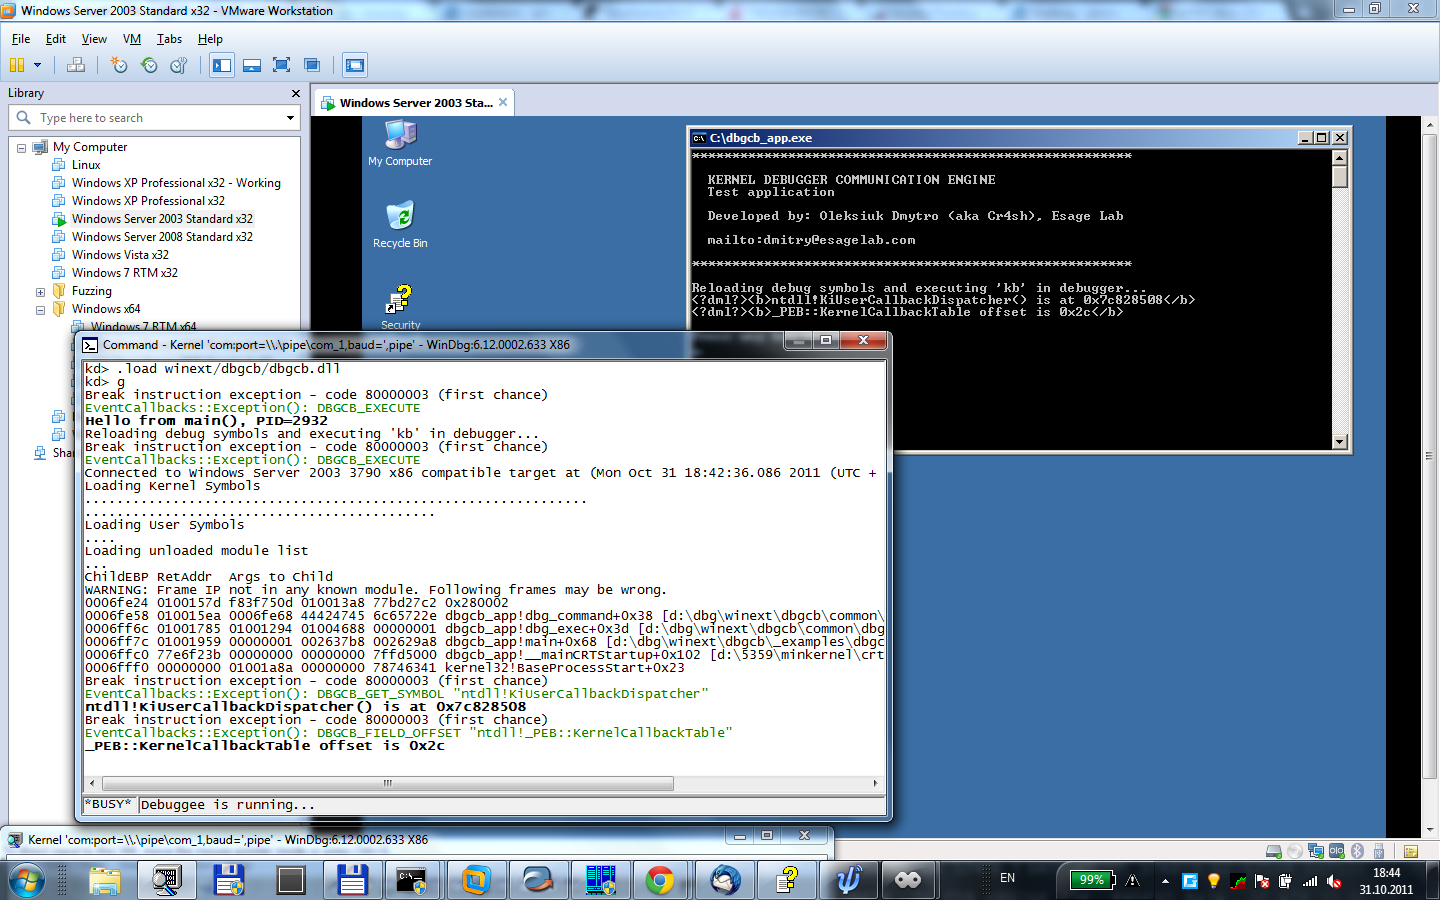 Windows Server 2003 Standard x32 - VMware Workstation
File Edit View VM Tabs Help
Library
Type here to search
My Computer
Linux
Windows XP Professional x32 - Working
Windows XP Professional x32
Windows Server 2003 Standard x32
Windows Server 2008 Standard x32
Windows Vista x32
Windows 7 RTM x32
Fuzzing
Windows x64
Windows 7 RTM x64
Shar
Windows Server 2003 Sta...
My Computer
Recycle Bin
Security
C:\dbgcb_app.exe
*******************************************************
KERNEL DEBUGGER COMMUNICATION ENGINE
Test application
Developed by: Oleksiuk Dmytro (aka Cr4sh), Esage Lab
mailto:dmitry@esagelab.com
*******************************************************
Reloading debug symbols and executing 'kb' in debugger...
<?dml?><b>ntdll!KiUserCallbackDispatcher() is at 0x7c828508</b>
<?dml?><b>_PEB::KernelCallbackTable offset is 0x2c</b>
Command - Kernel 'com:port=\\.\pipe\com_1,baud=',pipe' - WinDbg:6.12.0002.633 X86
kd> .load winext/dbgcb/dbgcb.dll
kd> g
Break instruction exception - code 80000003 (first chance)
EventCallbacks::Exception(): DBGCB_EXECUTE
Hello from main(), PID=2932
Reloading debug symbols and executing 'kb' in debugger...
Break instruction exception - code 80000003 (first chance)
EventCallbacks::Exception(): DBGCB_EXECUTE
Connected to Windows Server 2003 3790 x86 compatible target at (Mon Oct 31 18:42:36.086 2011 (UTC +
Loading Kernel Symbols
...............................................................
............................................
Loading User Symbols
....
Loading unloaded module list
...
ChildEBP RetAddr  Args to Child
WARNING: Frame IP not in any known module. Following frames may be wrong.
0006fe24 0100157d f83f750d 010013a8 77bd27c2 0x280002
0006fe58 010015ea 0006fe68 44424745 6c65722e dbgcb_app!dbg_command+0x38 [d:\dbg\winext\dbgcb\common\
0006ff6c 01001785 01001294 01004688 00000001 dbgcb_app!dbg_exec+0x3d [d:\dbg\winext\dbgcb\common\dbg
0006ff7c 01001959 00000001 002637b8 002629a8 dbgcb_app!main+0x68 [d:\dbg\winext\dbgcb\_examples\dbgc
0006ffc0 77e6f23b 00000000 00000000 7ffd5000 dbgcb_app!__mainCRTStartup+0x102 [d:\5359\minkernel\crt
0006fff0 00000000 01001a8a 00000000 78746341 kernel32!BaseProcessStart+0x23
Break instruction exception - code 80000003 (first chance)
EventCallbacks::Exception(): DBGCB_GET_SYMBOL "ntdll!KiUserCallbackDispatcher"
ntdll!KiUserCallbackDispatcher() is at 0x7c828508
Break instruction exception - code 80000003 (first chance)
EventCallbacks::Exception(): DBGCB_FIELD_OFFSET "ntdll!_PEB::KernelCallbackTable"
_PEB::KernelCallbackTable offset is 0x2c
*BUSY* Debuggee is running...
Kernel 'com:port=\\.\pipe\com_1,baud=',pipe' - WinDbg:6.12.0002.633 X86
EN
99%
18:44
31.10.2011